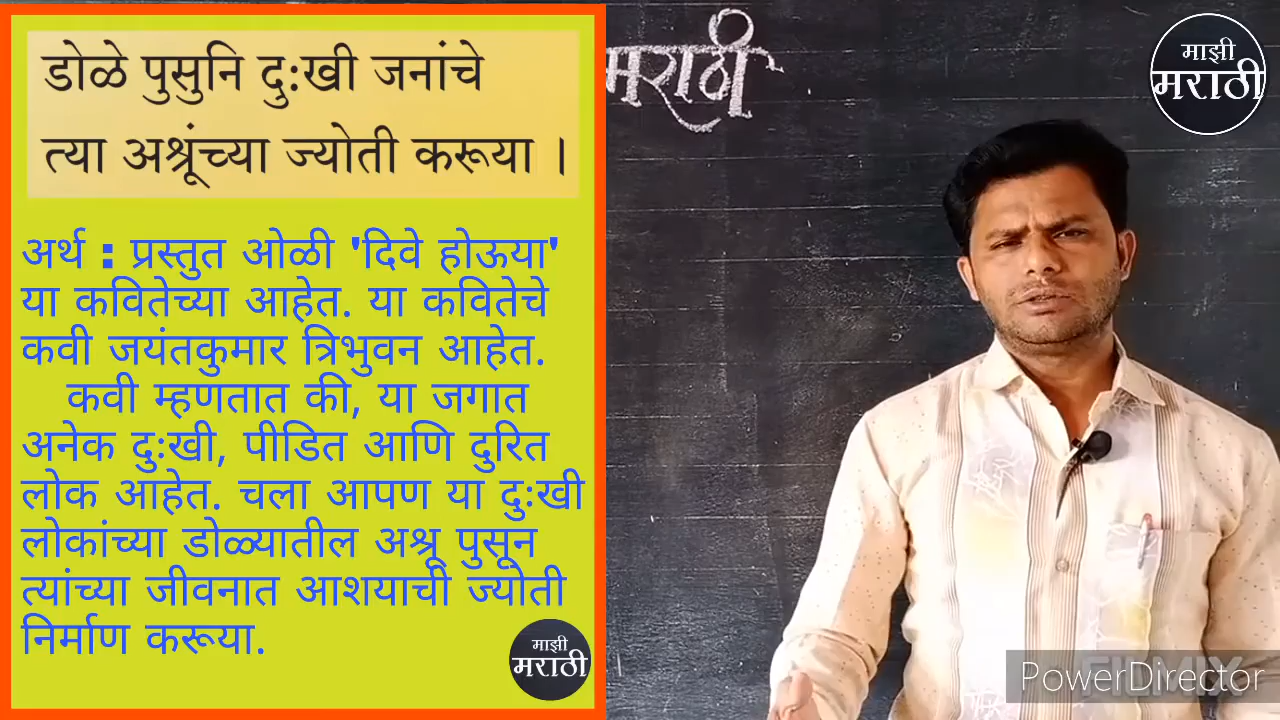 डोळे पुसुनि दुःखी जनांचे
त्या अश्रूंच्या ज्योती करूया ।
अर्थ : प्रस्तुत ओळी 'दिवे होऊया'
या कवितेच्या आहेत. या कवितेचे
कवी जयंतकुमार त्रिभुवन आहेत.
कवी म्हणतात की, या जगात
अनेक दुःखी, पीडित आणि दुरित
लोक आहेत. चला आपण या दुःखी
लोकांच्या डोळ्यातील अश्रू पुसून
त्यांच्या जीवनात आशयाची ज्योती
निर्माण करूया.
माझी
मराठी
मराठी
माझी
मराठी
PowerDirector
FILMIX